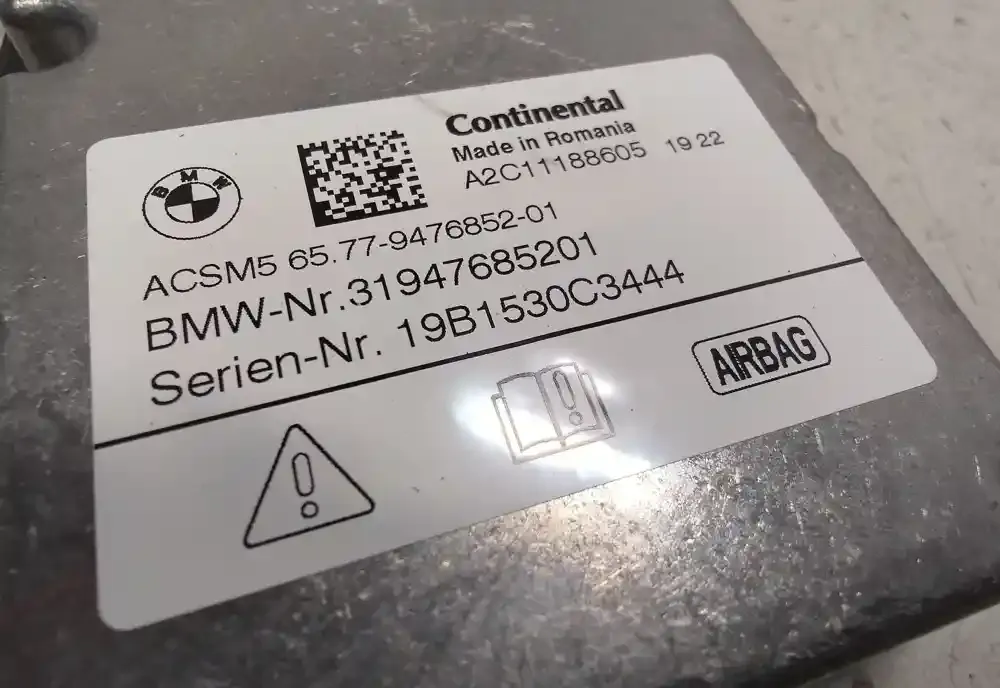 BMW
Continental
Made in Romania
A2C11188605 19 22
ACSM5 65.77-9476852-01
BMW-Nr.31947685201
Serien-Nr. 19B1530C3444
AIRBAG